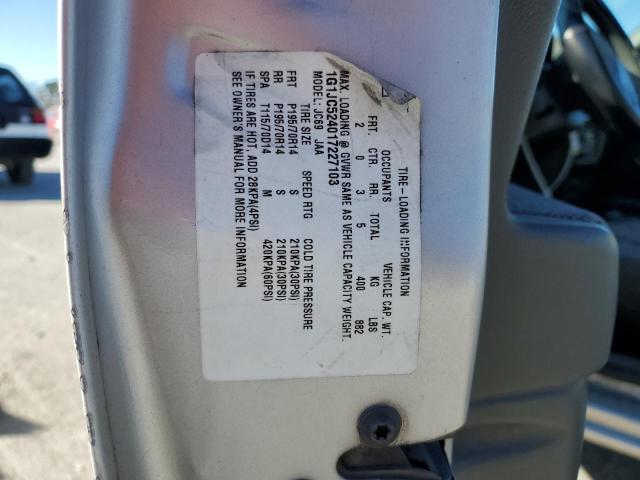 TIRE-LOADING INFORMATION
OCCUPANTS VEHICLE CAP. WT.
FRT. CTR. RR. TOTAL KG LBS
2 0 3 5 400 882
MAX. LOADING @ GVWR SAME AS VEHICLE CAPACITY WEIGHT.
1G1JC524017227103
MODEL: JC69 JAA
TIRE SIZE SPEED RTG COLD TIRE PRESSURE
FRT P195/70R14 S 210KPA(30PSI)
RR P195/70R14 S 210KPA(30PSI)
SPA T115/70D14 M 420KPA(60PSI)
IF TIRES ARE HOT, ADD 28KPA(4PSI)
SEE OWNER'S MANUAL FOR MORE INFORMATION